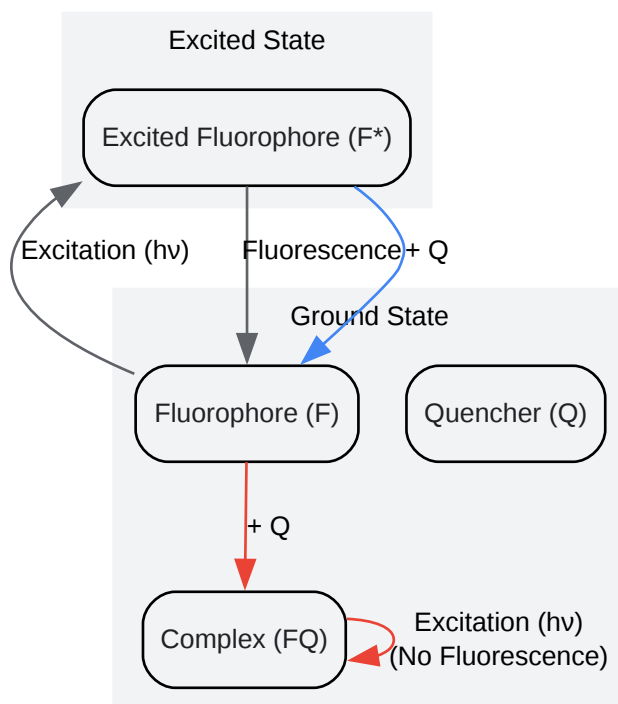 Excited State
Excited Fluorophore (F*)
Excitation (hν)
Fluorescence
+ Q
Ground State
Fluorophore (F)
Quencher (Q)
+ Q
Complex (FQ)
Excitation (hν)
(No Fluorescence)